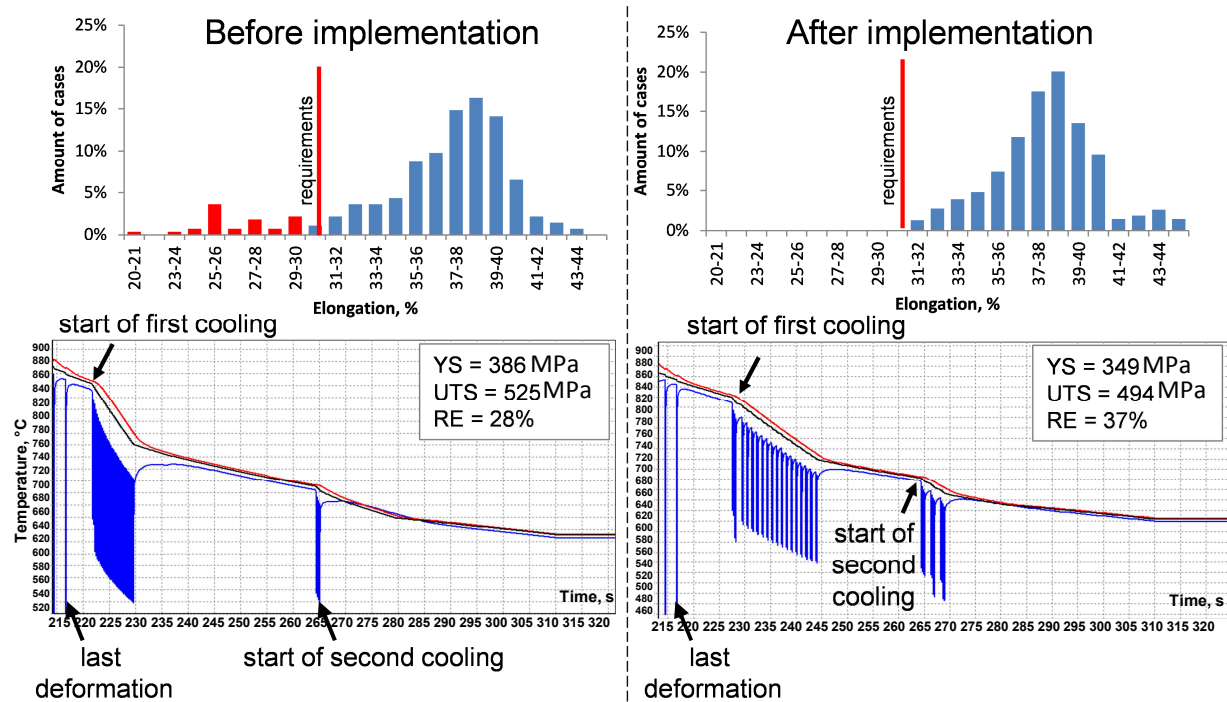 Before implementation
25%
20%
15%
10%
5%
0%
Amount of cases
requirements
20-21
23-24
25-26
27-28
29-30
31-32
33-34
35-36
37-38
39-40
41-42
43-44
Elongation, %
start of first cooling
900
880
860
840
820
800
780
760
740
720
700
680
660
640
620
600
580
560
540
520
Temperature, °C
YS = 386 MPa
UTS = 525 MPa
RE = 28%
Time, s
215 220 225 230 235 240 245 250 255 260 265 270 275 280 285 290 295 300 305 310 315 320
last
deformation
start of second cooling
After implementation
25%
20%
15%
10%
5%
0%
Amount of cases
requirements
20-21
23-24
25-26
27-28
29-30
31-32
33-34
35-36
37-38
39-40
41-42
43-44
Elongation, %
start of first cooling
900
880
860
840
820
800
780
760
740
720
700
680
660
640
620
600
580
560
540
520
500
480
460
YS = 349 MPa
UTS = 494 MPa
RE = 37%
start of
second
cooling
Time, s
215 220 225 230 235 240 245 250 255 260 265 270 275 280 285 290 295 300 305 310 315 320
last
deformation